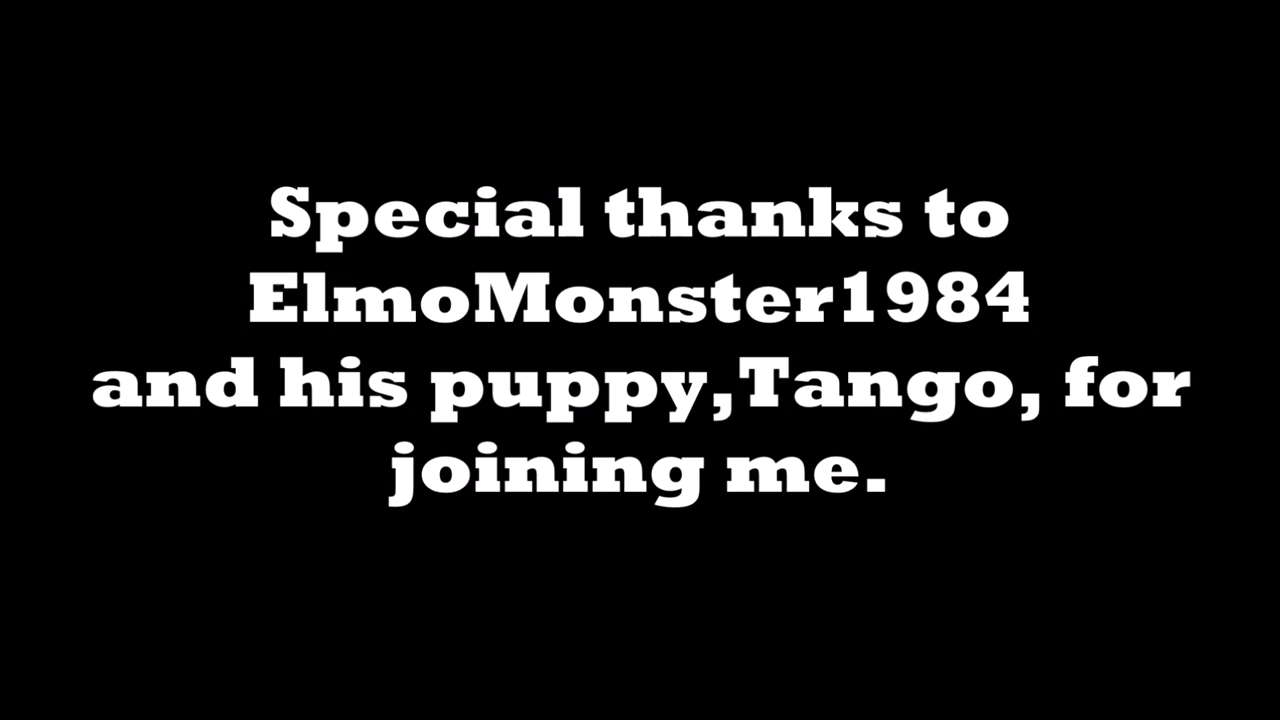 Special thanks to
ElmoMonster1984
and his puppy,Tango, for
joining me.